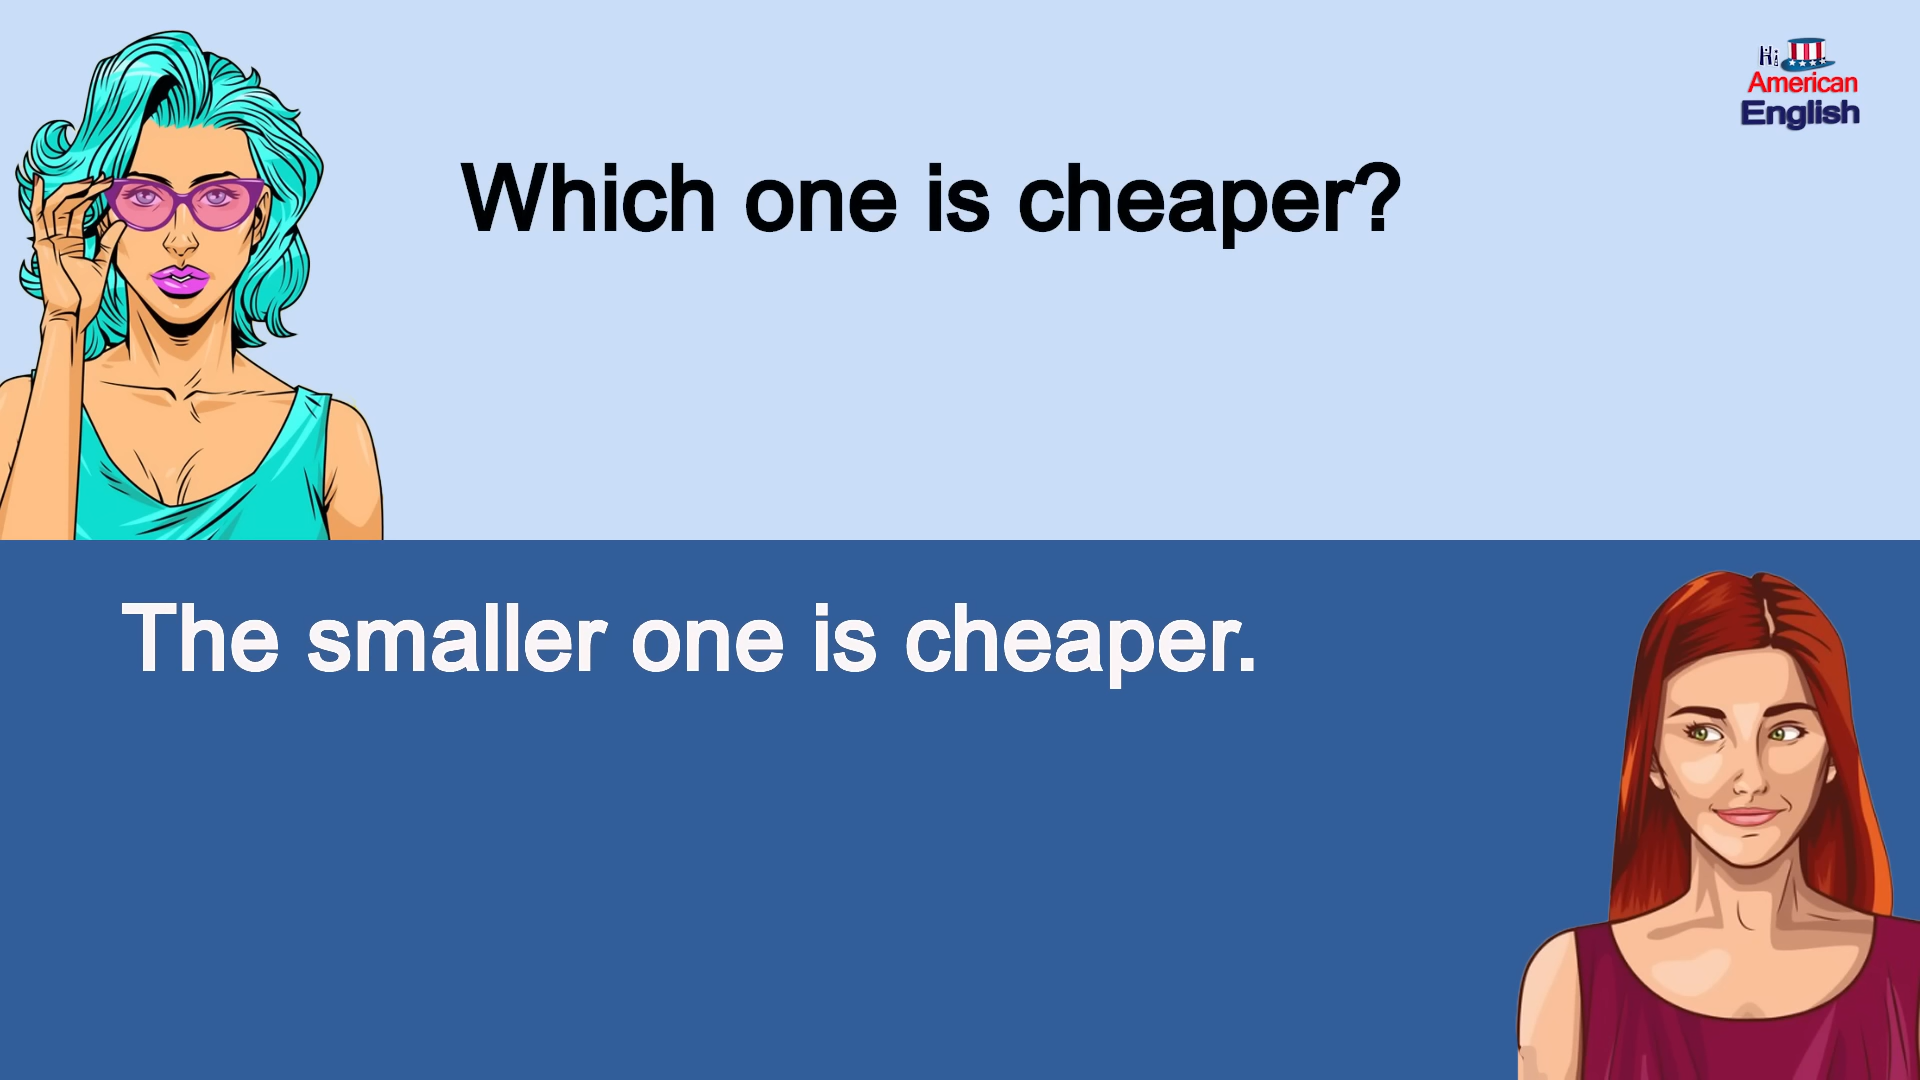 Hi
American
English
Which one is cheaper?
The smaller one is cheaper.